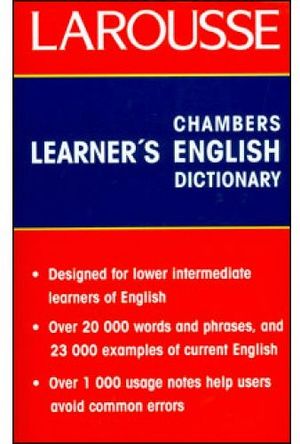 LAROUSSE
CHAMBERS
LEARNER´S ENGLISH
DICTIONARY
• Designed for lower intermediate
learners of English
• Over 20 000 words and phrases, and
23 000 examples of current English
• Over 1 000 usage notes help users
avoid common errors